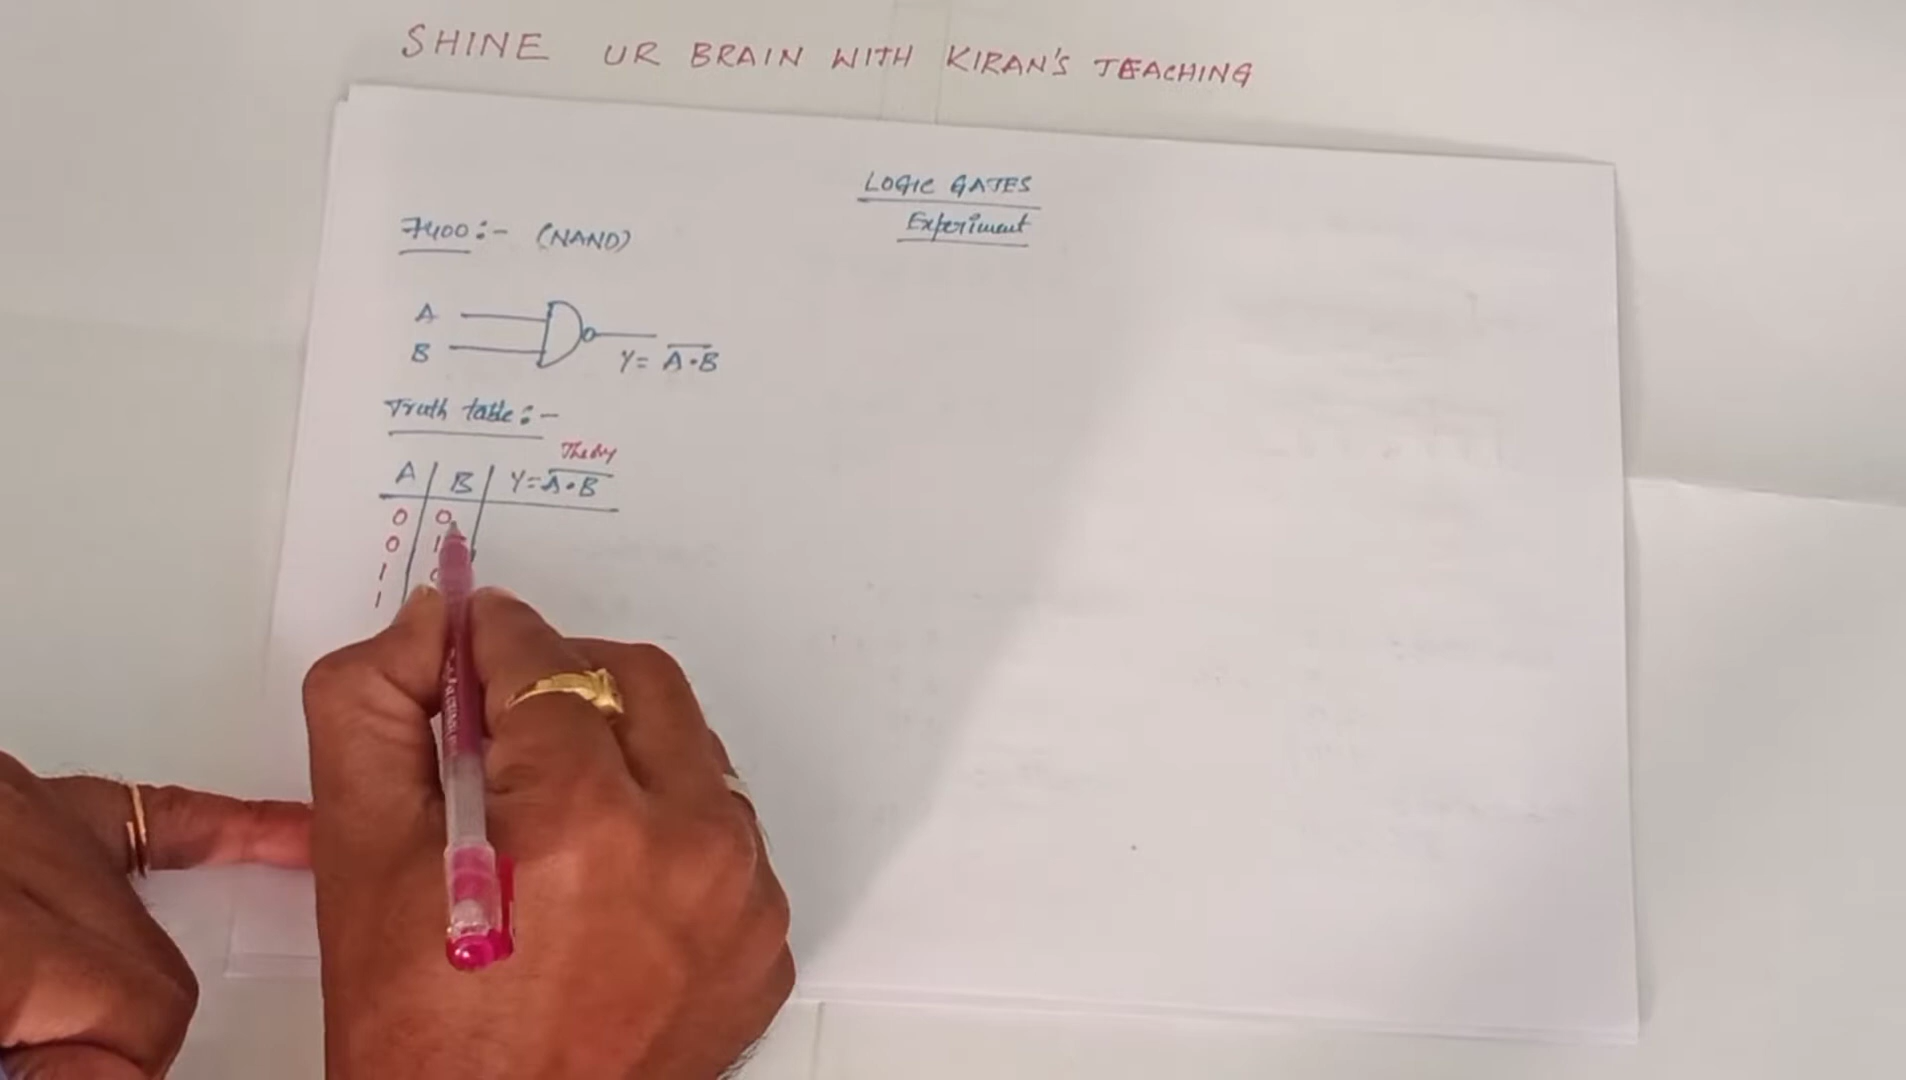 SHINE UR BRAIN WITH KIRAN'S TEACHING
LOGIC GATES
Experiment
7400:- (NAND)
A
B
Y= A̅·̅B̅
Truth table:-
Theory
A B Y=A̅·̅B̅
0 0
0 1
1 0
1